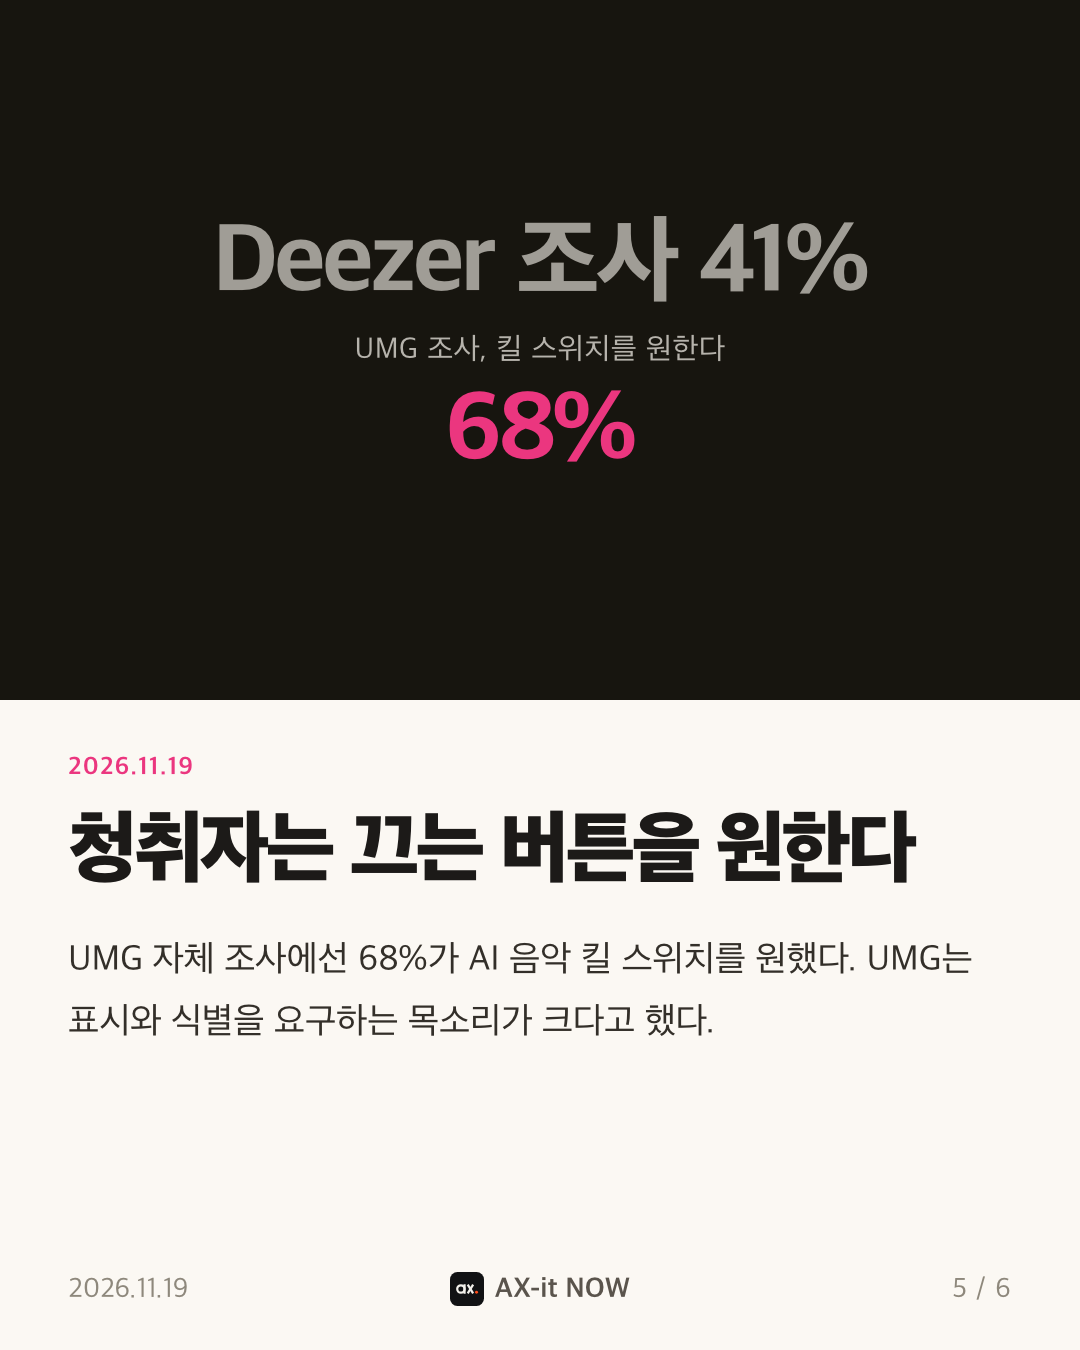 Deezer 조사 41%
UMG 조사, 킬 스위치를 원한다
68%
2026.11.19
청취자는 끄는 버튼을 원한다
UMG 자체 조사에선 68%가 AI 음악 킬 스위치를 원했다. UMG는
표시와 식별을 요구하는 목소리가 크다고 했다.
2026.11.19
ax. AX-it NOW
5 / 6